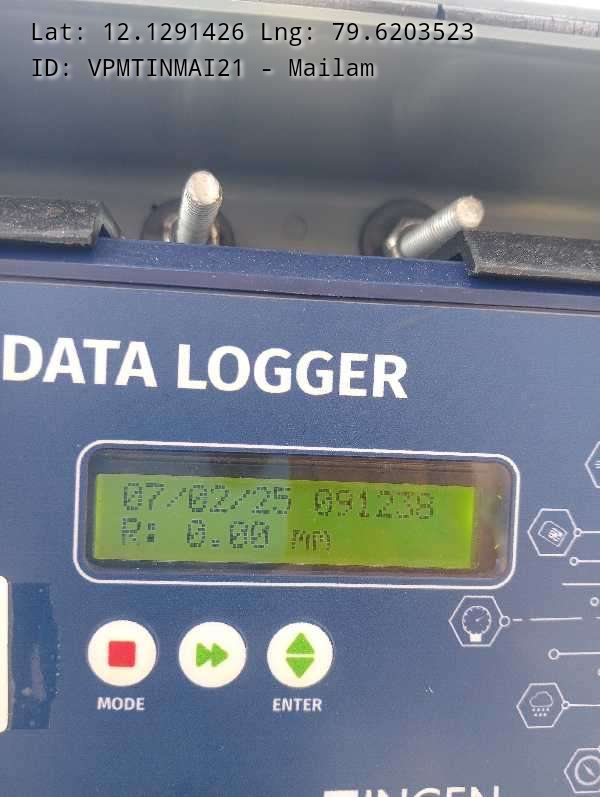 Lat: 12.1291426 Lng: 79.6203523
ID: VPMTINMAI21 - Mailam
DATA LOGGER
07/02/25 091238
R: 0.00 MM
MODE
ENTER